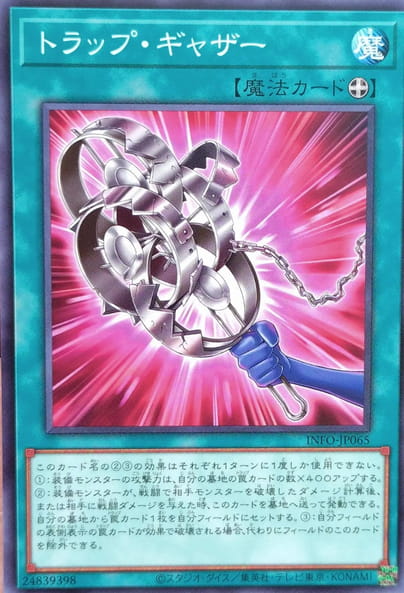 トラップ・ギャザー
魔
【魔法カード】
INFO-JP065
このカード名の②③の効果はそれぞれ1ターンに1度しか使用できない。
①：装備モンスターの攻撃力は、自分の墓地の罠カードの数×400アップする。
②：装備モンスターが、戦闘で相手モンスターを破壊したダメージ計算後、
または相手に戦闘ダメージを与えた時、このカードを墓地へ送って発動できる。
自分の墓地から罠カード1枚を自分フィールドにセットする。③：自分フィールド
の表側表示の罠カードが効果で破壊される場合、代わりにフィールドのこのカード
を除外できる。
24839398
©スタジオ・ダイス／集英社・テレビ東京・KONAMI